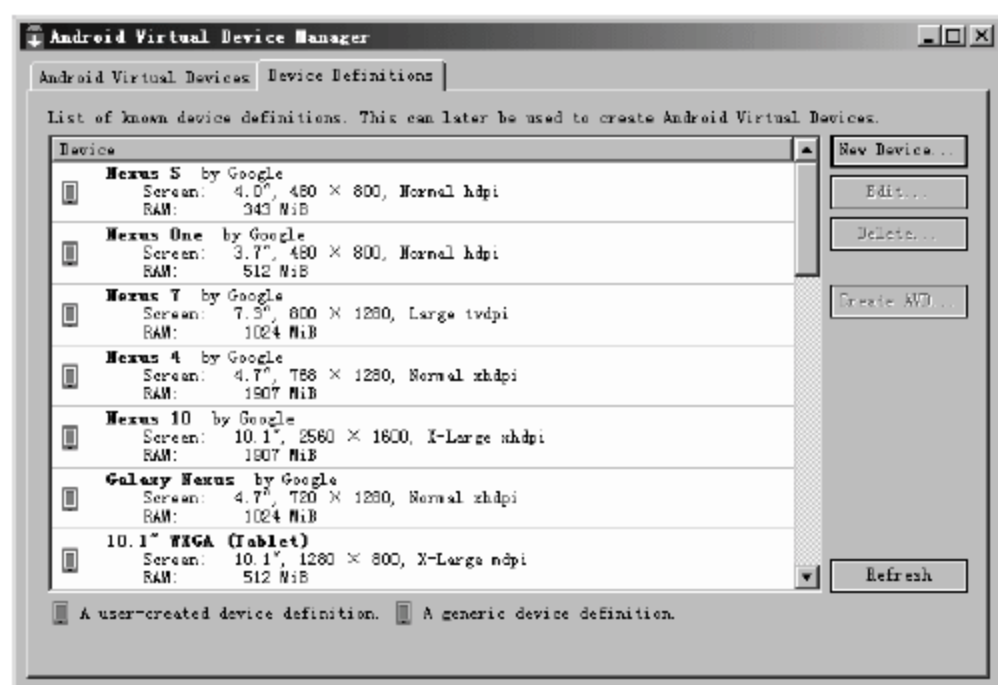 Android Virtual Device Manager
Android Virtual Devices Device Definitions
List of known device definitions. This can later be used to create Android Virtual Devices.
Device
New Device...
Nexus S by Google
Screen: 4.0", 480 × 800, Normal hdpi
RAM: 343 MiB
Edit...
Nexus One by Google
Screen: 3.7", 480 × 800, Normal hdpi
RAM: 512 MiB
Delete...
Nexus 7 by Google
Screen: 7.3", 800 × 1280, Large tvdpi
RAM: 1024 MiB
Create AVD...
Nexus 4 by Google
Screen: 4.7", 768 × 1280, Normal xhdpi
RAM: 1907 MiB
Nexus 10 by Google
Screen: 10.1", 2560 × 1600, X-Large xhdpi
RAM: 1907 MiB
Galaxy Nexus by Google
Screen: 4.7", 720 × 1280, Normal xhdpi
RAM: 1024 MiB
10.1" WXGA (Tablet)
Screen: 10.1", 1280 × 800, X-Large mdpi
RAM: 512 MiB
Refresh
A user-created device definition. A generic device definition.